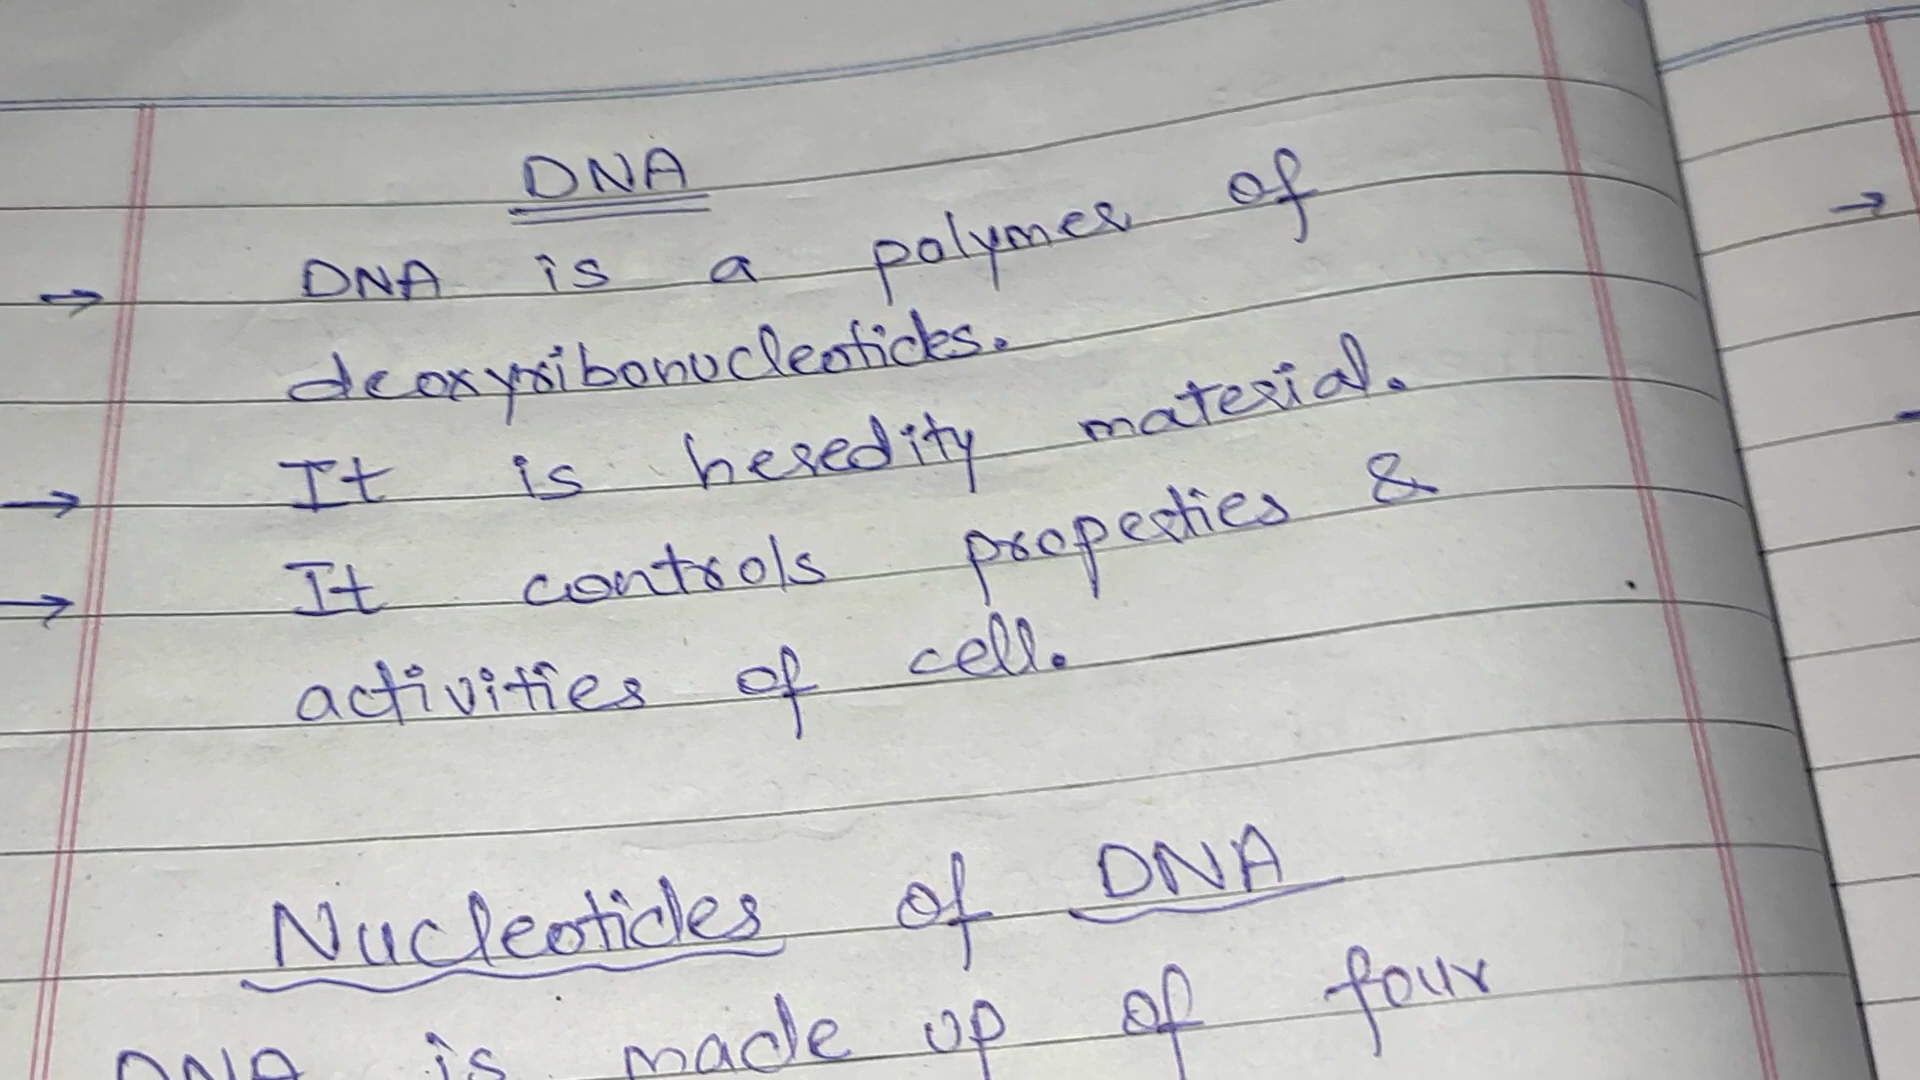 DNA
→ DNA is a polymer of
deoxyribonucleotides.
→ It is heredity material.
→ It controls properties &
activities of cell.
Nucleotides of DNA
DNA is made up of four